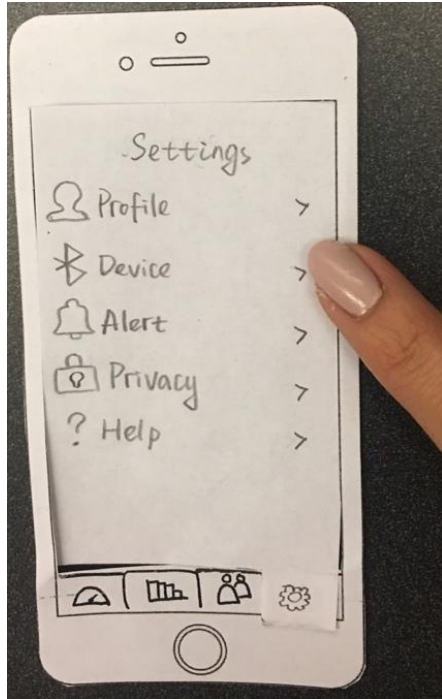 Settings
Profile >
Device >
Alert >
Privacy >
? Help >